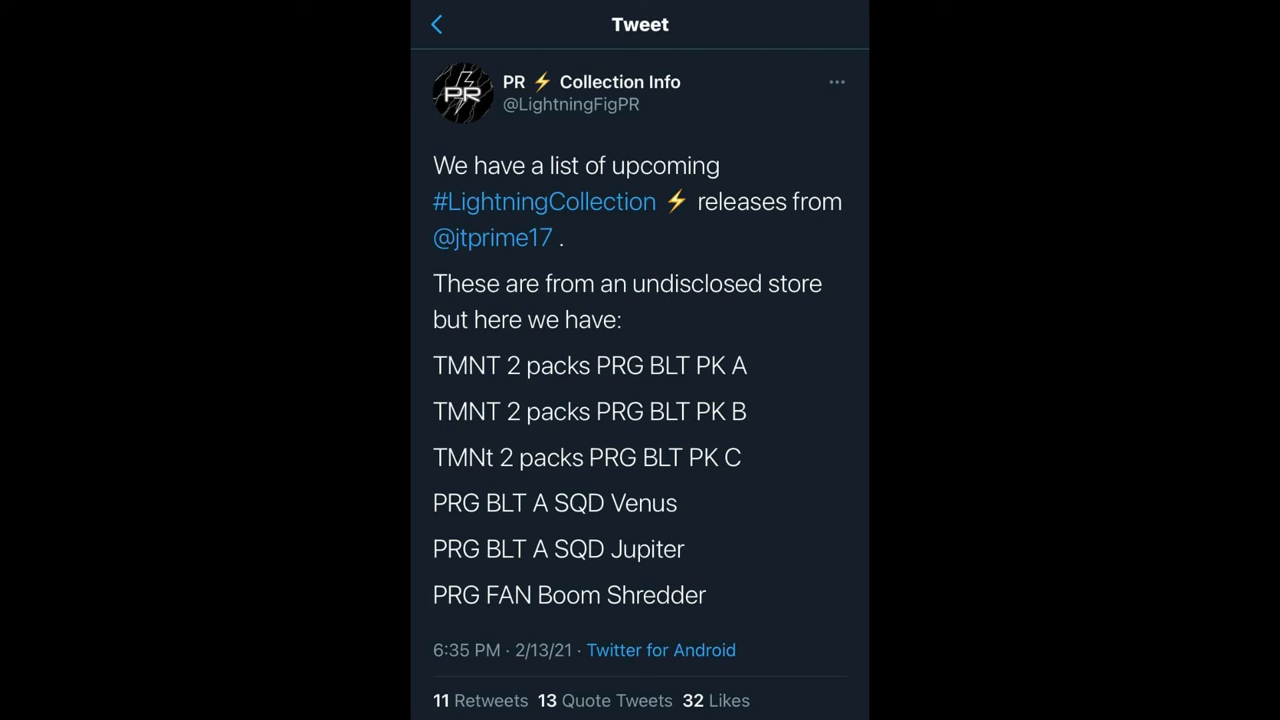 Tweet
PR
PR ⚡ Collection Info
@LightningFigPR
We have a list of upcoming
#LightningCollection ⚡ releases from
@jtprime17 .
These are from an undisclosed store
but here we have:
TMNT 2 packs PRG BLT PK A
TMNT 2 packs PRG BLT PK B
TMNt 2 packs PRG BLT PK C
PRG BLT A SQD Venus
PRG BLT A SQD Jupiter
PRG FAN Boom Shredder
6:35 PM · 2/13/21 · Twitter for Android
11 Retweets 13 Quote Tweets 32 Likes